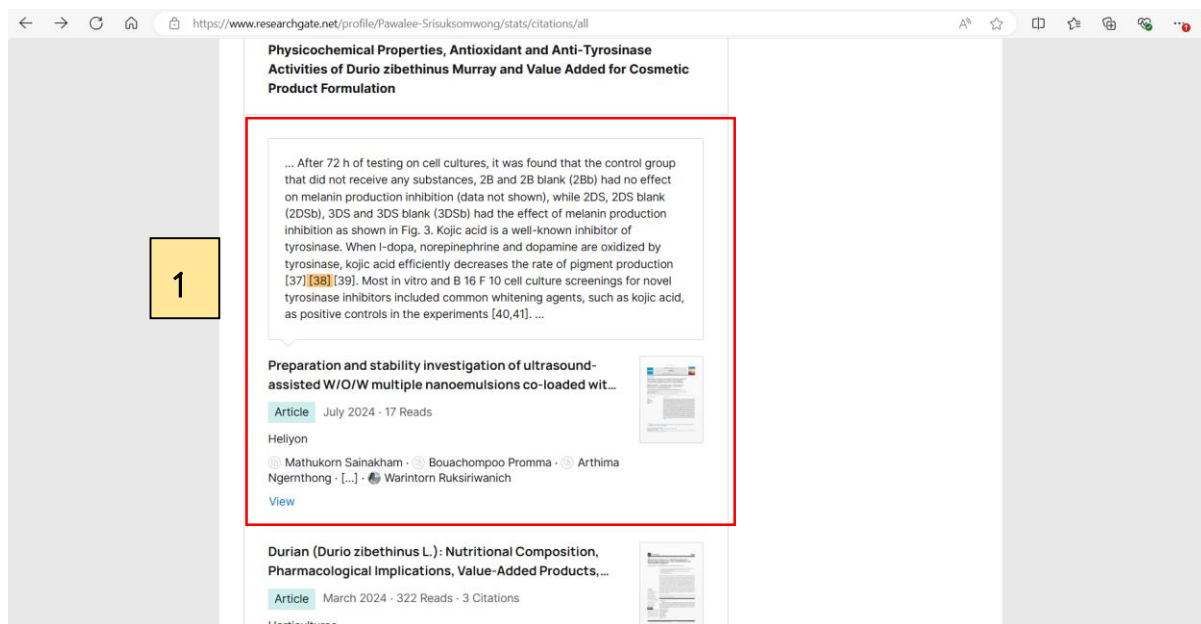 https://www.researchgate.net/profile/Pawalee-Srisuksomwong/stats/citations/all
Physicochemical Properties, Antioxidant and Anti-Tyrosinase
Activities of Durio zibethinus Murray and Value Added for Cosmetic
Product Formulation
... After 72 h of testing on cell cultures, it was found that the control group
that did not receive any substances, 2B and 2B blank (2Bb) had no effect
on melanin production inhibition (data not shown), while 2DS, 2DS blank
(2DSb), 3DS and 3DS blank (3DSb) had the effect of melanin production
inhibition as shown in Fig. 3. Kojic acid is a well-known inhibitor of
tyrosinase. When l-dopa, norepinephrine and dopamine are oxidized by
tyrosinase, kojic acid efficiently decreases the rate of pigment production
[37] [38] [39]. Most in vitro and B 16 F 10 cell culture screenings for novel
tyrosinase inhibitors included common whitening agents, such as kojic acid,
as positive controls in the experiments [40,41]. ...
1
Preparation and stability investigation of ultrasound-
assisted W/O/W multiple nanoemulsions co-loaded wit...
Article July 2024 · 17 Reads
Heliyon
Mathukorn Sainakham · Bouachompoo Promma · Arthima
Ngernthong · [...] · Warintorn Ruksiriwanich
View
Durian (Durio zibethinus L.): Nutritional Composition,
Pharmacological Implications, Value-Added Products,...
Article March 2024 · 322 Reads · 3 Citations